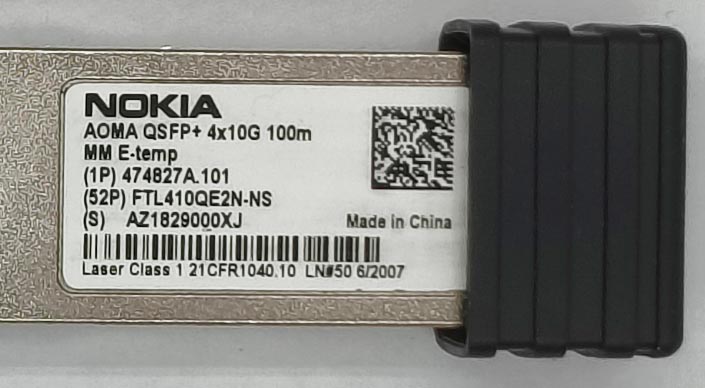 NOKIA
AOMA QSFP+ 4x10G 100m
MM E-temp
(1P) 474827A.101
(52P) FTL410QE2N-NS
(S) AZ1829000XJ
Made in China
Laser Class 1 21CFR1040.10 LN#50 6/2007